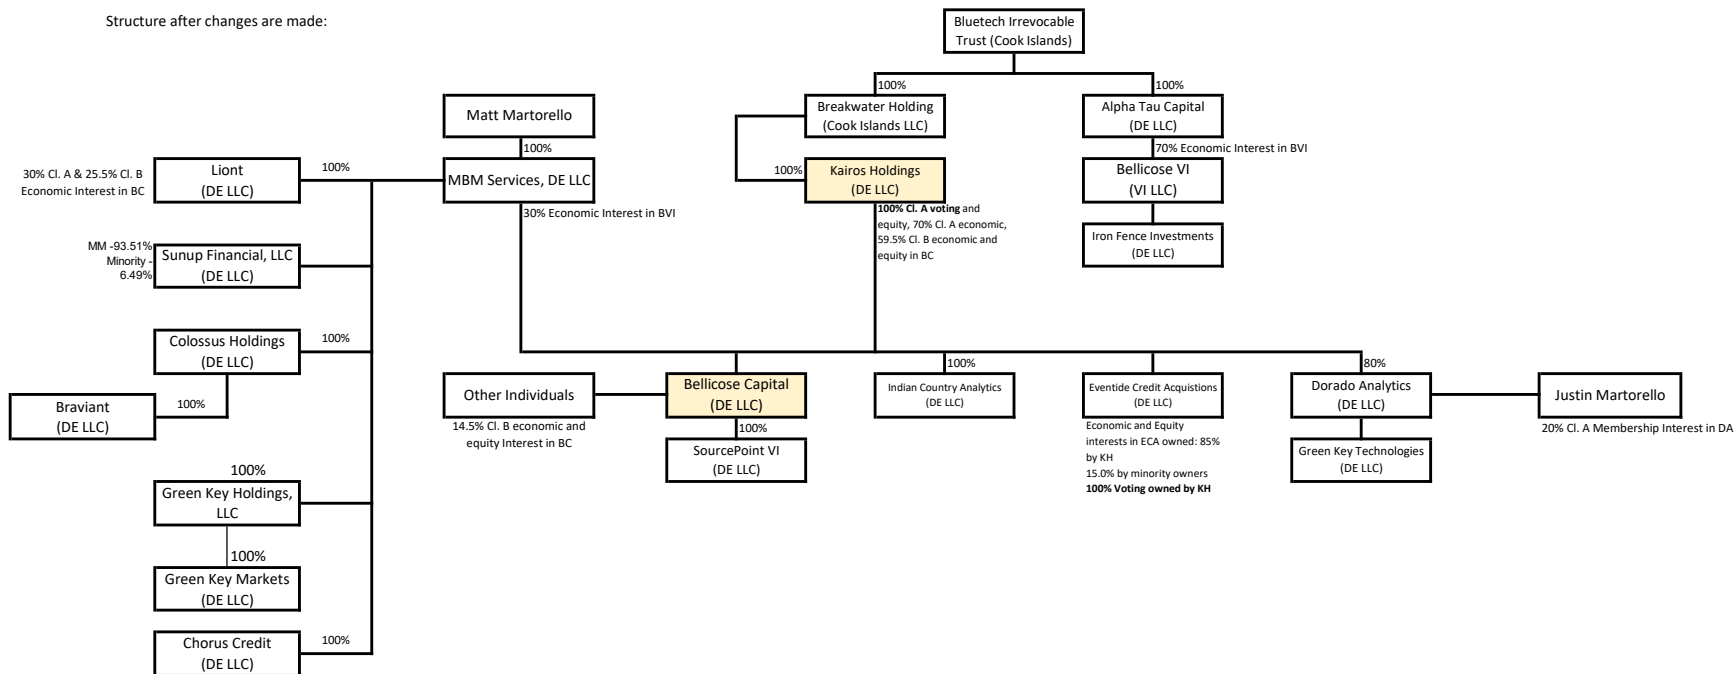 Structure after changes are made:
Bluetech Irrevocable
Trust (Cook Islands)
100%
100%
Breakwater Holding
(Cook Islands LLC)
Alpha Tau Capital
(DE LLC)
Matt Martorello
100%
70% Economic Interest in BVI
30% Cl. A & 25.5% Cl. B
Economic Interest in BC
Liont
(DE LLC)
100%
MBM Services, DE LLC
100%
Kairos Holdings
(DE LLC)
Bellicose VI
(VI LLC)
30% Economic Interest in BVI
100% Cl. A voting and
equity, 70% Cl. A economic,
59.5% Cl. B economic and
equity in BC
Iron Fence Investments
(DE LLC)
MM -93.51%
Minority -
6.49%
Sunup Financial, LLC
(DE LLC)
100%
Colossus Holdings
(DE LLC)
100%
100%
80%
Braviant
(DE LLC)
100%
Other Individuals
Bellicose Capital
(DE LLC)
Indian Country Analytics
(DE LLC)
Eventide Credit Acquistions
(DE LLC)
Dorado Analytics
(DE LLC)
Justin Martorello
14.5% Cl. B economic and
equity Interest in BC
100%
Economic and Equity
interests in ECA owned: 85%
by KH
15.0% by minority owners
100% Voting owned by KH
20% Cl. A Membership Interest in DA
SourcePoint VI
(DE LLC)
Green Key Technologies
(DE LLC)
100%
Green Key Holdings,
LLC
100%
Green Key Markets
(DE LLC)
Chorus Credit
(DE LLC)
100%